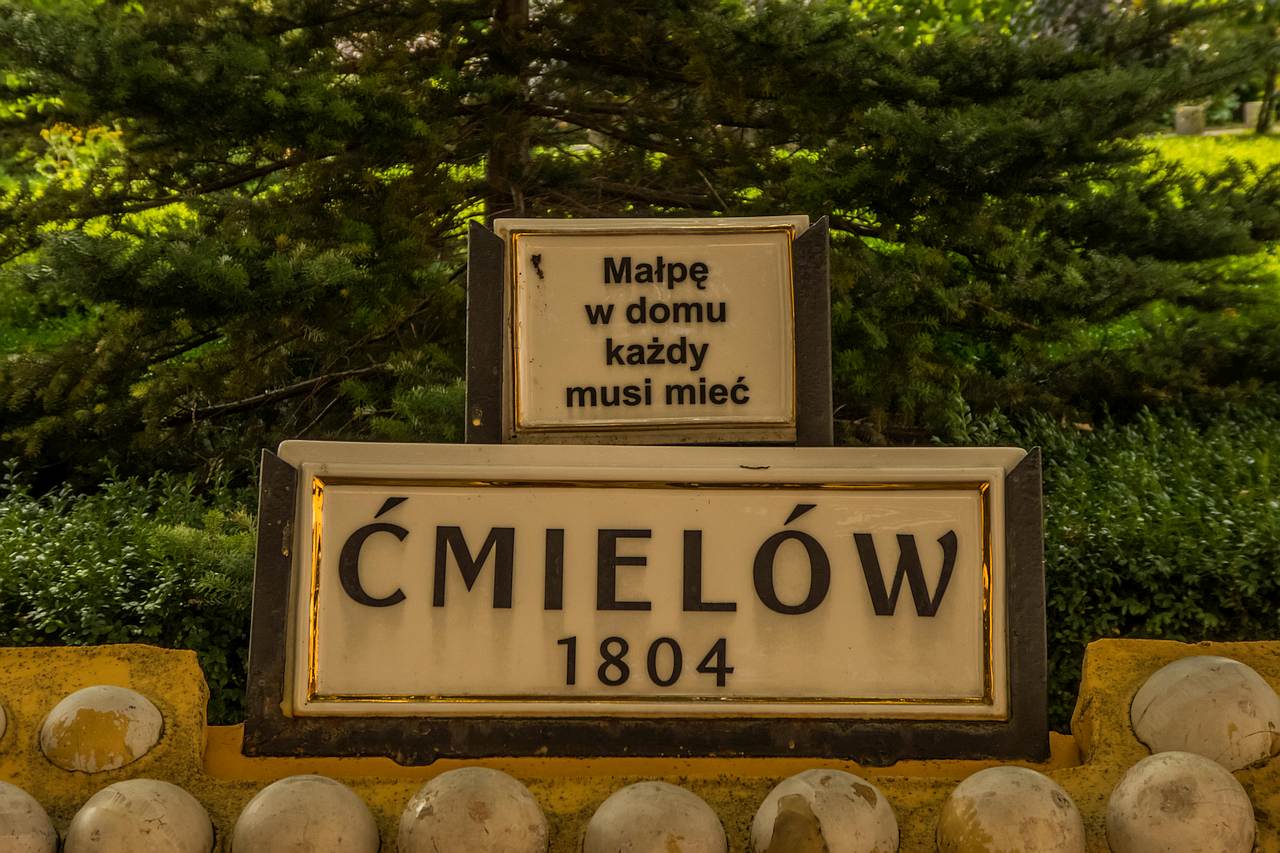 Małpę
w domu
każdy
musi mieć
ĆMIELÓW
1804